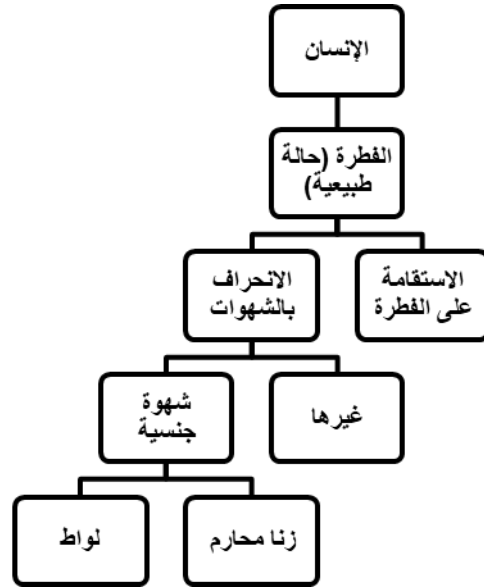 الإنسان
الفطرة (حالة
طبيعية)
الاستقامة
على الفطرة
الانحراف
بالشهوات
غيرها
شهوة
جنسية
زنا محارم
لواط